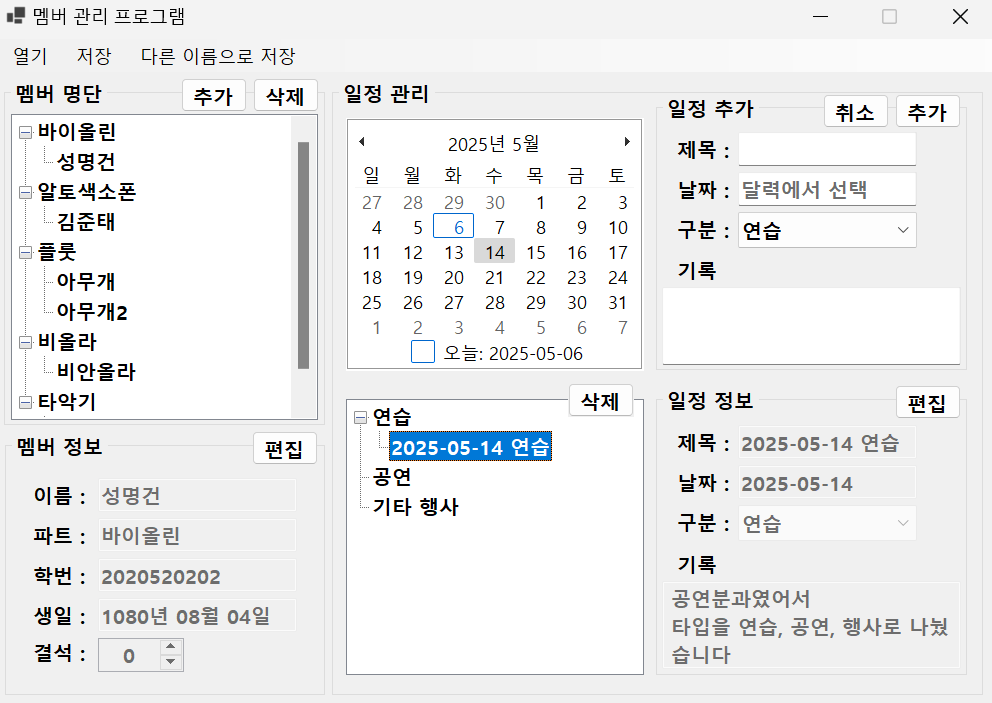 멤버 관리 프로그램
열기 저장 다른 이름으로 저장
멤버 명단 추가 삭제
바이올린
성명건
알토색소폰
김준태
플룻
아무개
아무개2
비올라
비안올라
타악기
멤버 정보 편집
이름 : 성명건
파트 : 바이올린
학번 : 2020520202
생일 : 1080년 08월 04일
결석 : 0
일정 관리
2025년 5월
일 월 화 수 목 금 토
27 28 29 30 1 2 3
4 5 6 7 8 9 10
11 12 13 14 15 16 17
18 19 20 21 22 23 24
25 26 27 28 29 30 31
1 2 3 4 5 6 7
오늘: 2025-05-06
삭제
연습
2025-05-14 연습
공연
기타 행사
일정 추가 취소 추가
제목 :
날짜 : 달력에서 선택
구분 : 연습
기록
일정 정보 편집
제목 : 2025-05-14 연습
날짜 : 2025-05-14
구분 : 연습
기록
공연분과였어서
타입을 연습, 공연, 행사로 나눴
습니다